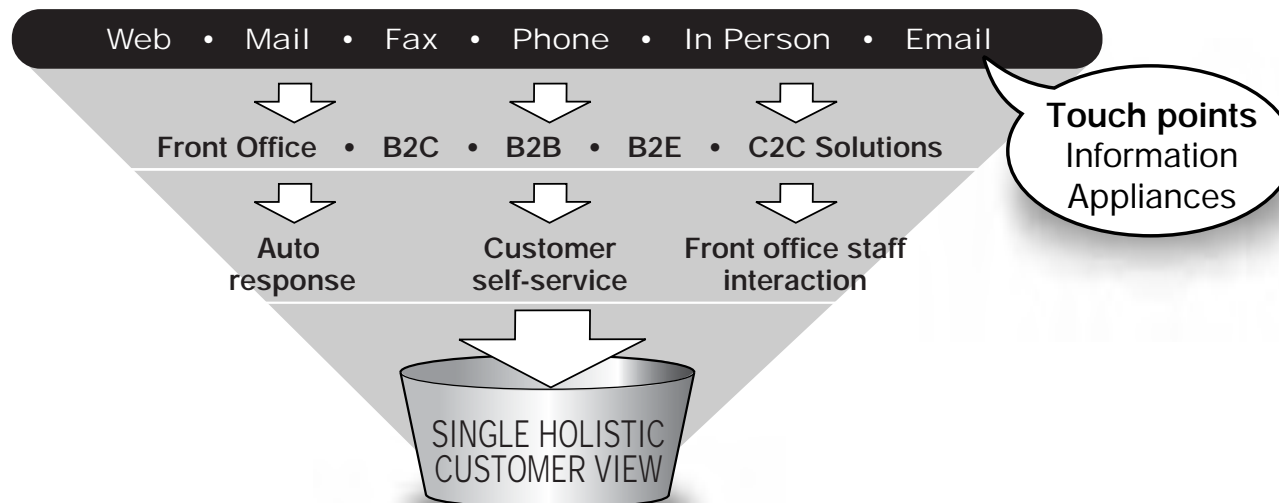 Web • Mail • Fax • Phone • In Person • Email
Touch points
Information
Appliances
Front Office • B2C • B2B • B2E • C2C Solutions
Auto
response
Customer
self-service
Front office staff
interaction
SINGLE HOLISTIC
CUSTOMER VIEW